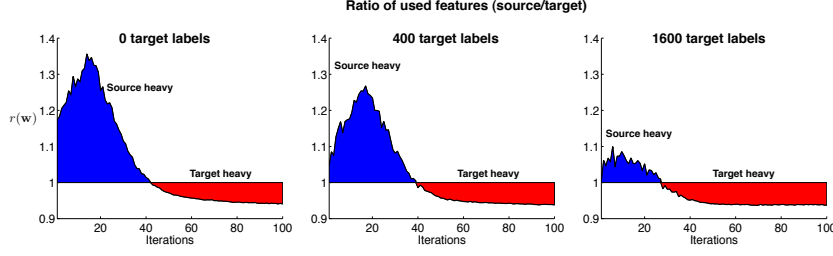 Ratio of used features (source/target)
0 target labels
400 target labels
1600 target labels
r(w)
1.4
1.3
1.2
1.1
1
0.9
Source heavy
Target heavy
20
40
60
80
100
Iterations
1.4
1.3
1.2
1.1
1
0.9
Source heavy
Target heavy
20
40
60
80
100
Iterations
1.4
1.3
1.2
1.1
1
0.9
Source heavy
Target heavy
20
40
60
80
100
Iterations